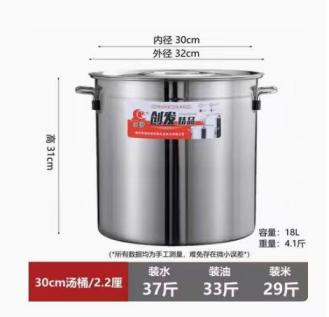 内径 30cm
外径 32cm
高 31cm
创发
精品
容量：18L
重量：4.1斤
(*所有数据均为手工测量，难免存在微小误差*)
30cm汤桶/2.2厘
装水
37斤
装油
33斤
装米
29斤